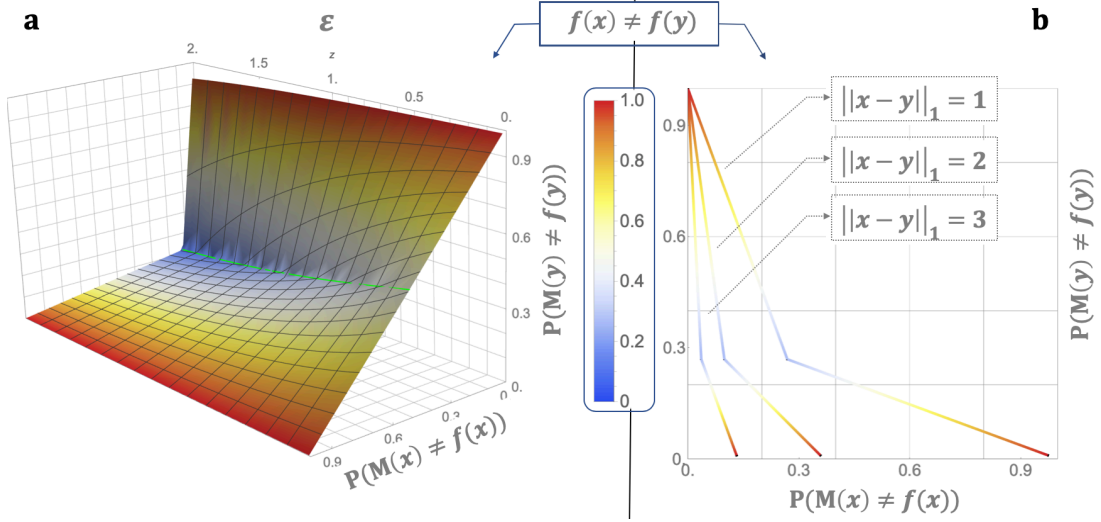 a
ε
f(x) ≠ f(y)
b
2.
1.5
z
1.
0.5
0.
0.9
0.6
0.3
0.
P(M(y) ≠ f(y))
0
0.3
0.6
0.9
P(M(x) ≠ f(x))
1.0
0.8
0.6
0.4
0.2
0
0.9
0.6
0.3
0
0.
0.3
0.6
0.9
P(M(x) ≠ f(x))
P(M(y) ≠ f(y))
||x − y||₁ = 1
||x − y||₁ = 2
||x − y||₁ = 3